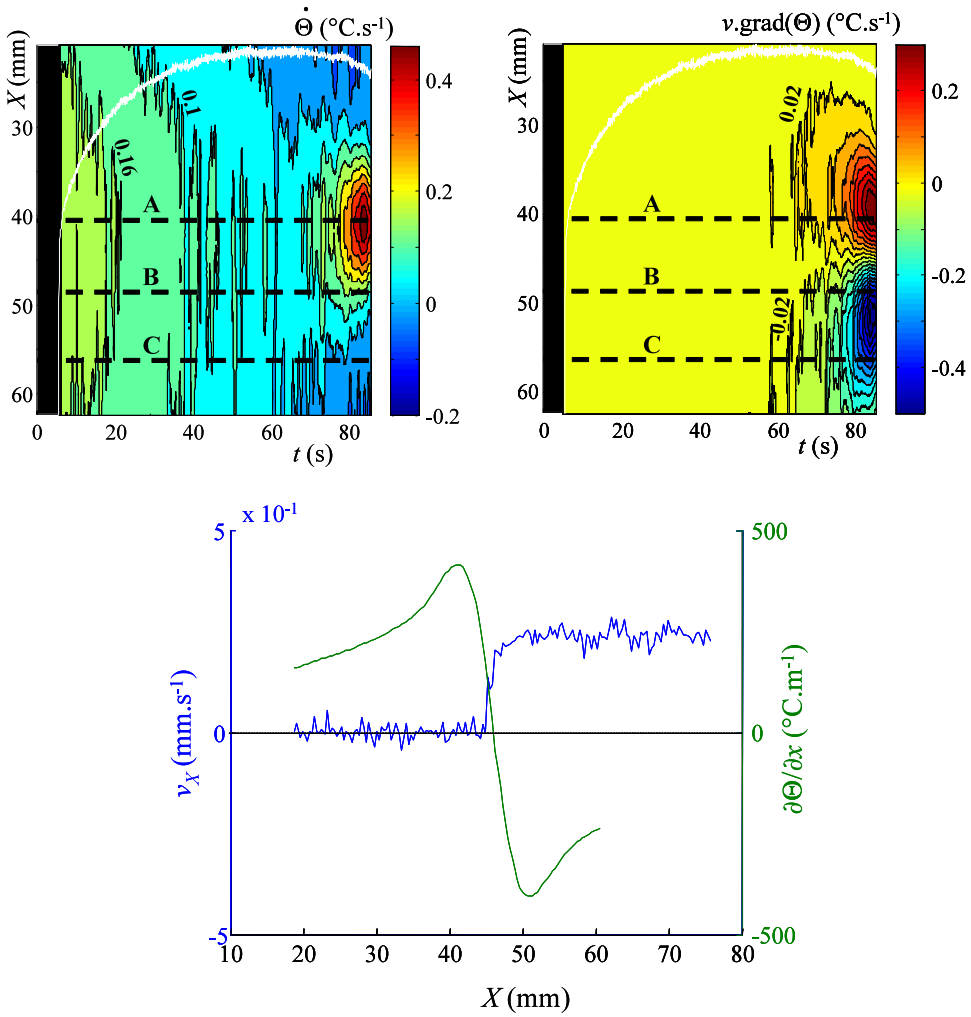 Θ̇ (°C.s-1)
X (mm)
30
40
50
60
0
20
40
60
80
t (s)
0.16
0.1
A
B
C
0.4
0.2
0
-0.2
v.grad(Θ) (°C.s-1)
X (mm)
30
40
50
60
0
20
40
60
80
t (s)
0.02
-0.02
A
B
C
0.2
0
-0.2
-0.4
x 10-1
5
0
-5
vX (mm.s-1)
500
0
-500
∂Θ/∂x (°C.m-1)
10
20
30
40
50
60
70
80
X (mm)